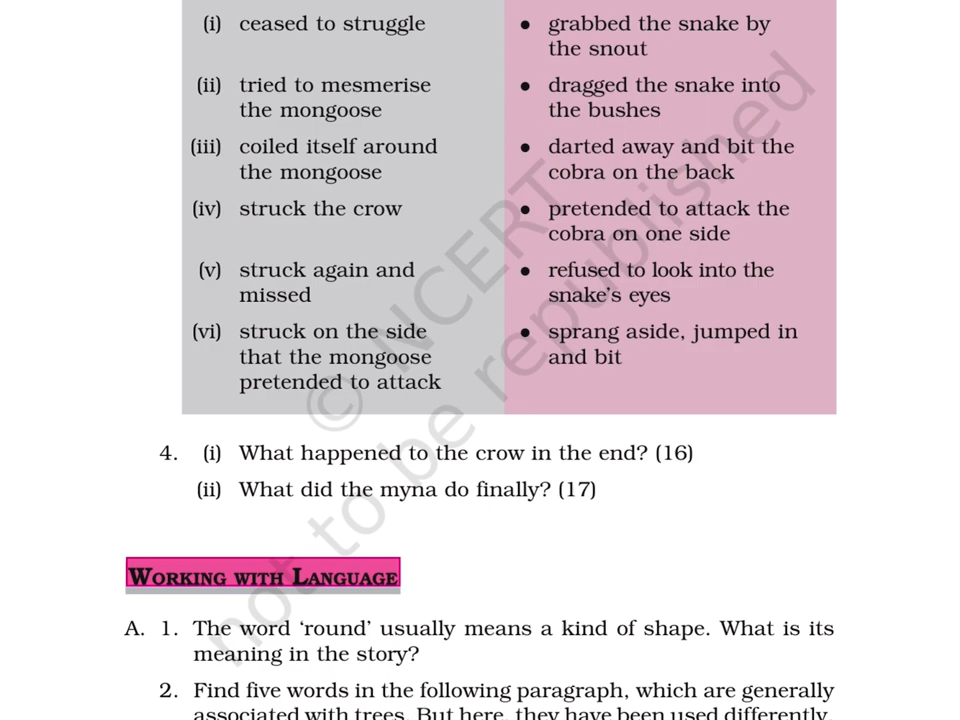 (i) ceased to struggle
(ii) tried to mesmerise
the mongoose
(iii) coiled itself around
the mongoose
(iv) struck the crow
(v) struck again and
missed
(vi) struck on the side
that the mongoose
pretended to attack
• grabbed the snake by
the snout
• dragged the snake into
the bushes
• darted away and bit the
cobra on the back
• pretended to attack the
cobra on one side
• refused to look into the
snake’s eyes
• sprang aside, jumped in
and bit
© NCERT
not to be republished
4. (i) What happened to the crow in the end? (16)
(ii) What did the myna do finally? (17)
WORKING WITH LANGUAGE
A. 1. The word ‘round’ usually means a kind of shape. What is its
meaning in the story?
2. Find five words in the following paragraph, which are generally
associated with trees. But here, they have been used differently.